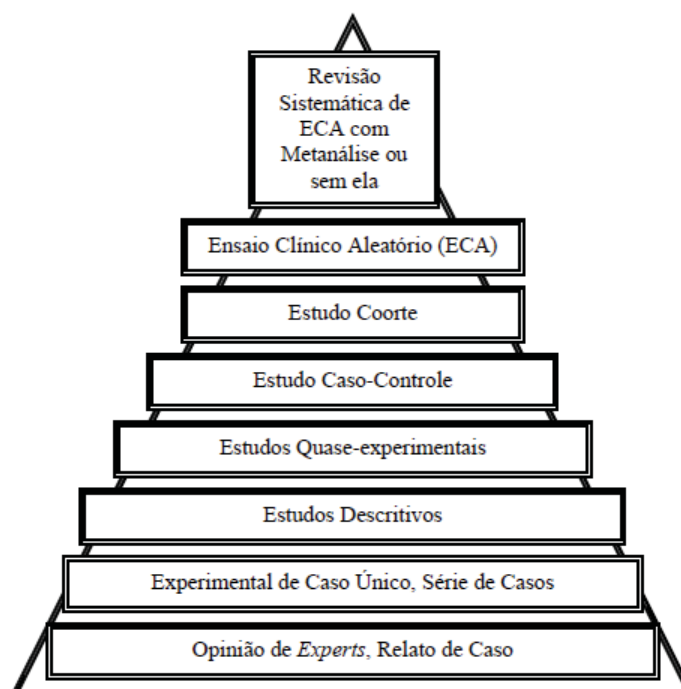 Revisão
Sistemática de
ECA com
Metanálise ou
sem ela
Ensaio Clínico Aleatório (ECA)
Estudo Coorte
Estudo Caso-Controle
Estudos Quase-experimentais
Estudos Descritivos
Experimental de Caso Único, Série de Casos
Opinião de Experts, Relato de Caso